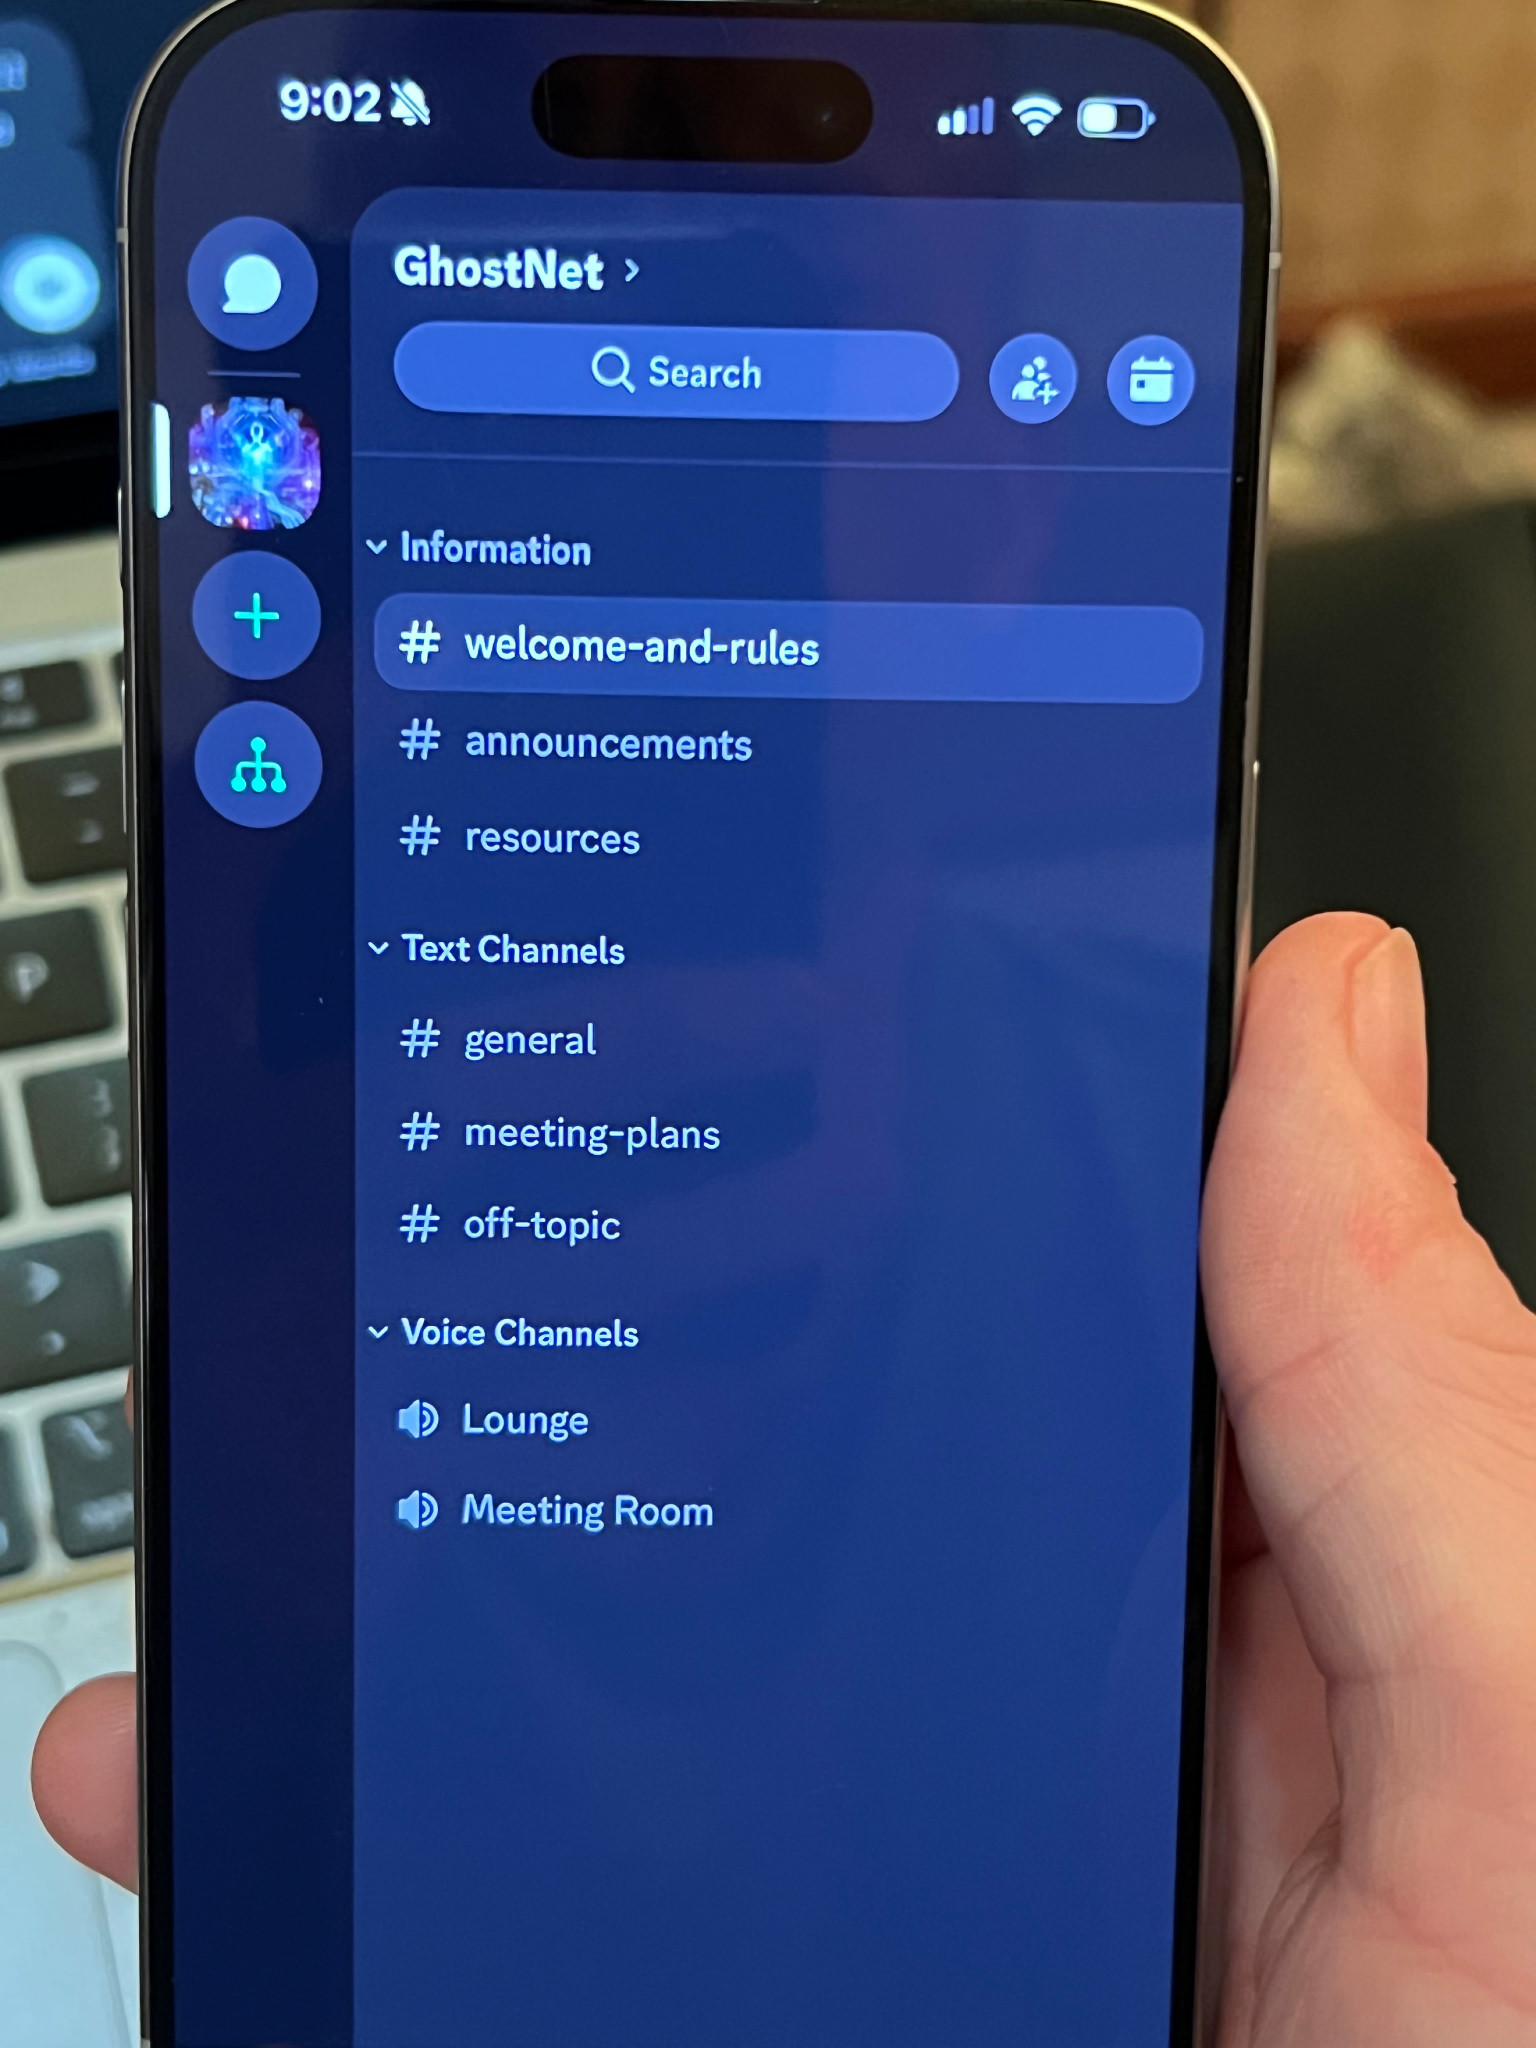 9:02
GhostNet
Search
Information
# welcome-and-rules
# announcements
# resources
Text Channels
# general
# meeting-plans
# off-topic
Voice Channels
Lounge
Meeting Room
P